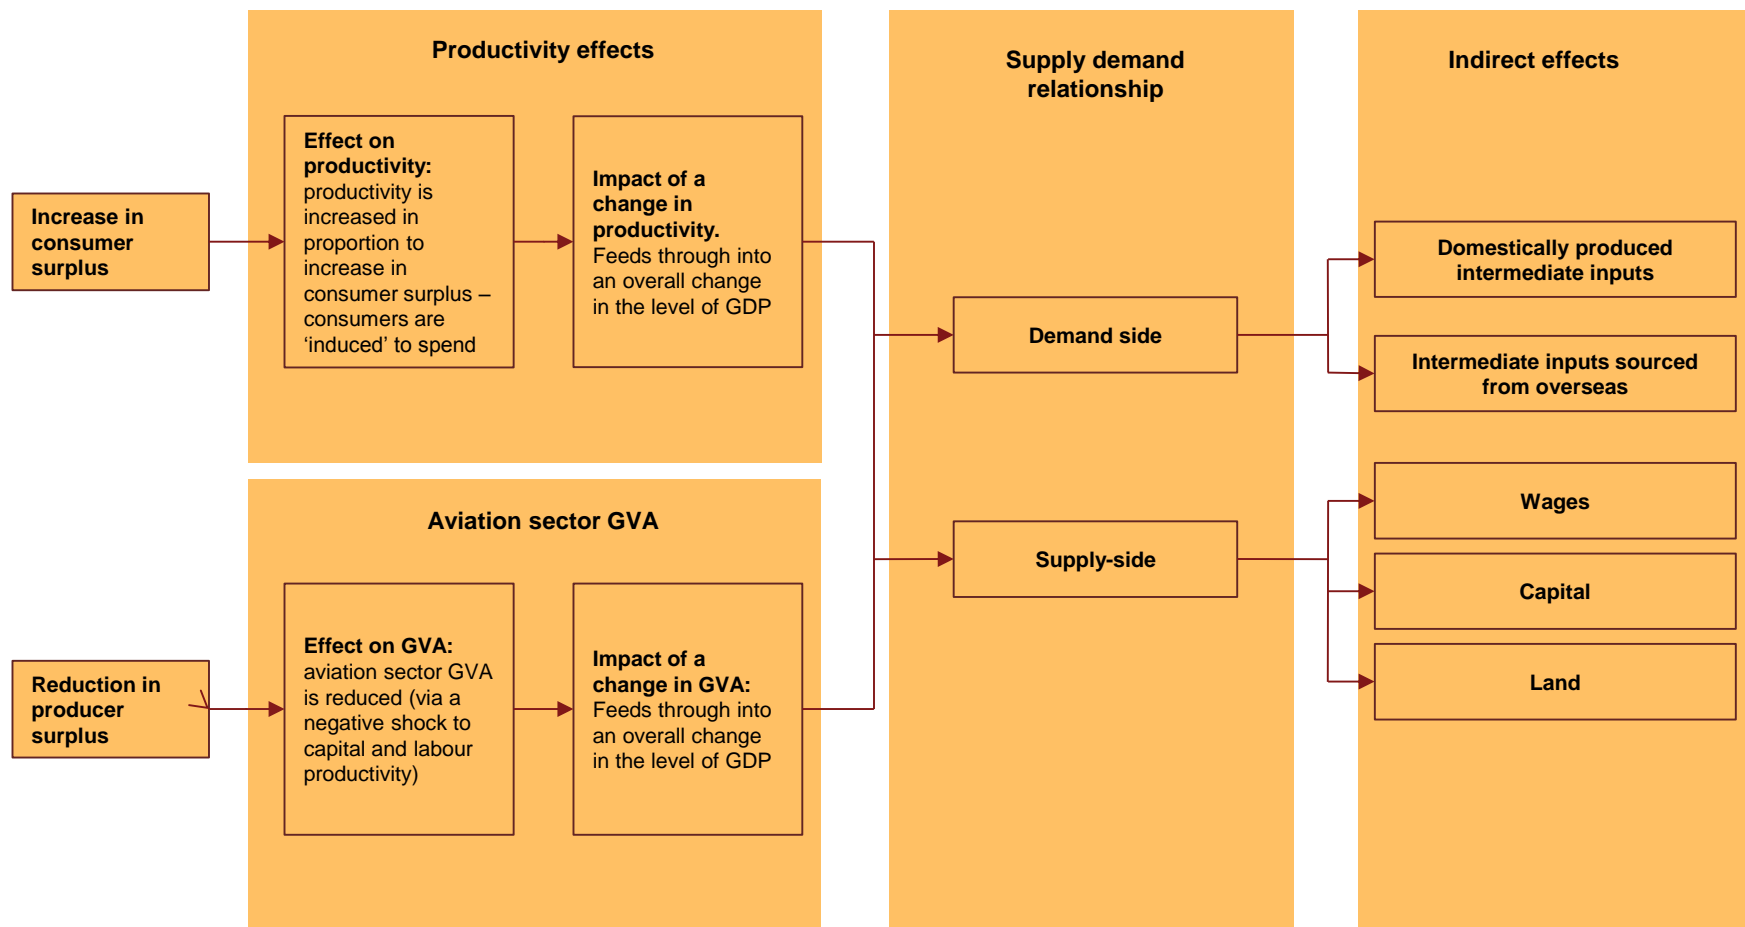 Productivity effects
Supply demand
relationship
Indirect effects
Increase in
consumer
surplus
Effect on
productivity:
productivity is
increased in
proportion to
increase in
consumer surplus –
consumers are
‘induced’ to spend
Impact of a
change in
productivity.
Feeds through into
an overall change
in the level of GDP
Demand side
Domestically produced
intermediate inputs
Intermediate inputs sourced
from overseas
Aviation sector GVA
Reduction in
producer
surplus
Effect on GVA:
aviation sector GVA
is reduced (via a
negative shock to
capital and labour
productivity)
Impact of a
change in GVA:
Feeds through into
an overall change
in the level of GDP
Supply-side
Wages
Capital
Land